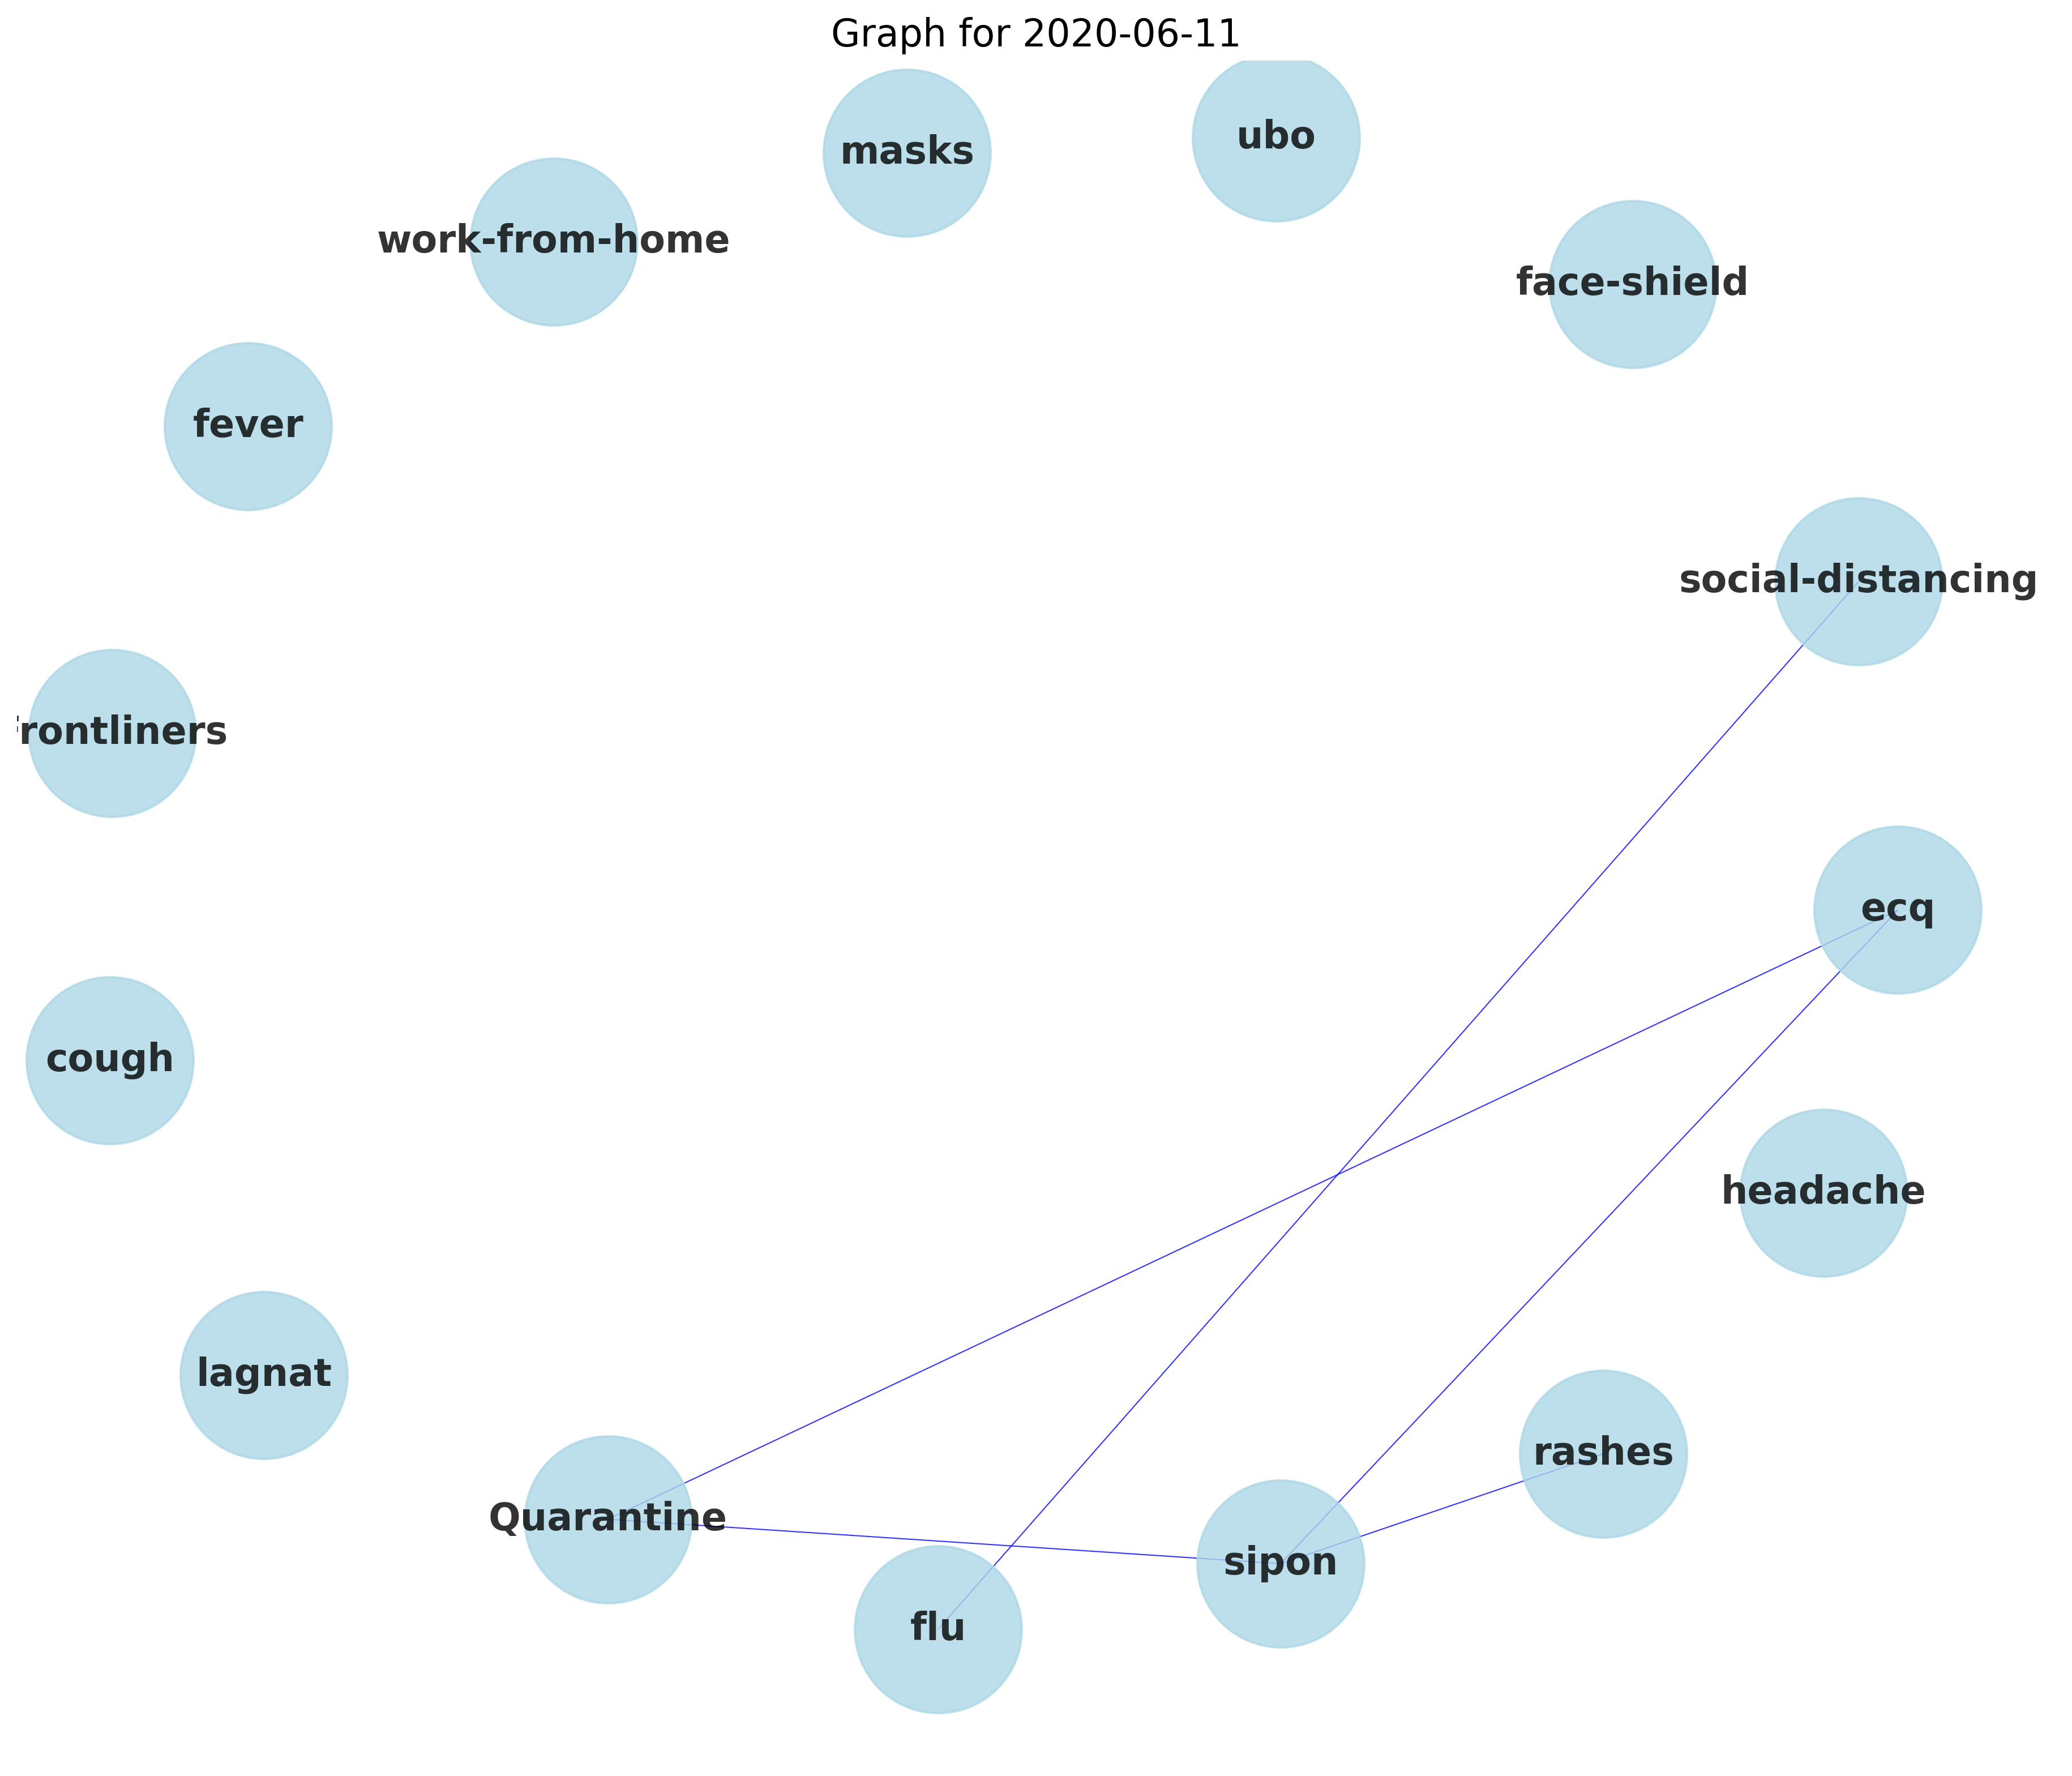 Graph for 2020-06-11
ubo
masks
work-from-home
face-shield
fever
social-distancing
frontliners
ecq
cough
headache
lagnat
rashes
Quarantine
sipon
flu